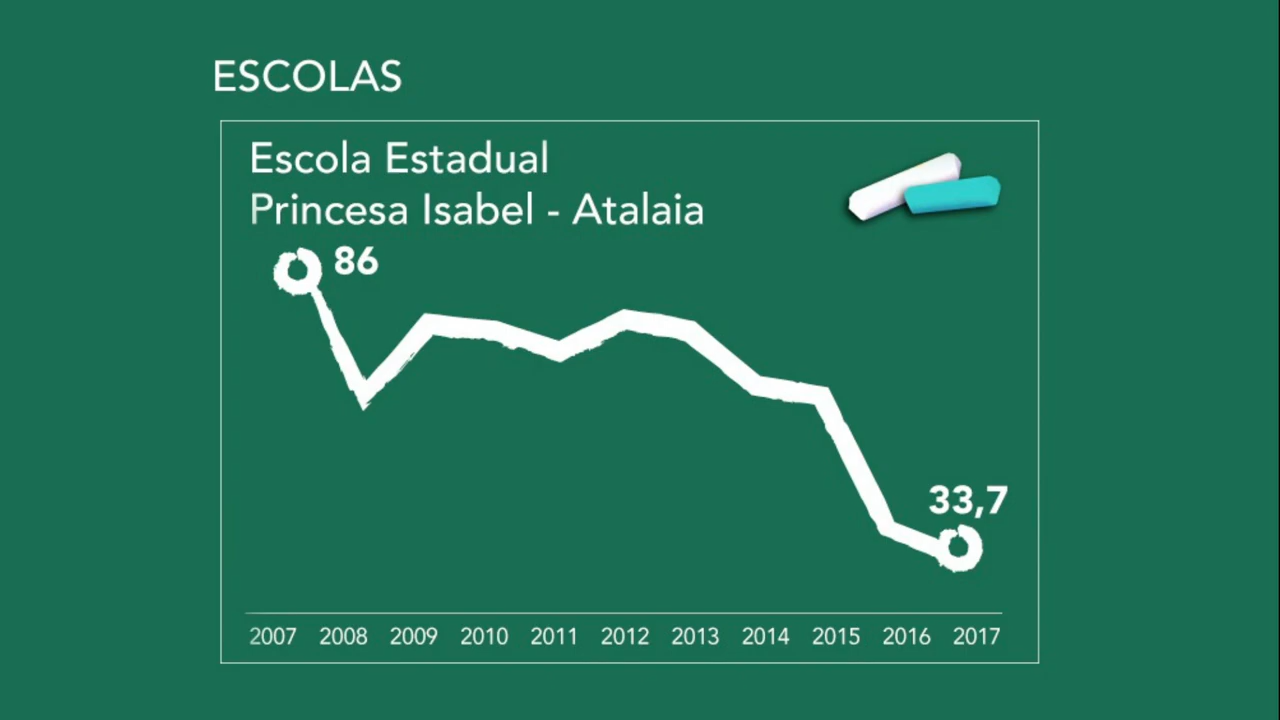 ESCOLAS
Escola Estadual
Princesa Isabel - Atalaia
86
33,7
2007 2008 2009 2010 2011 2012 2013 2014 2015 2016 2017